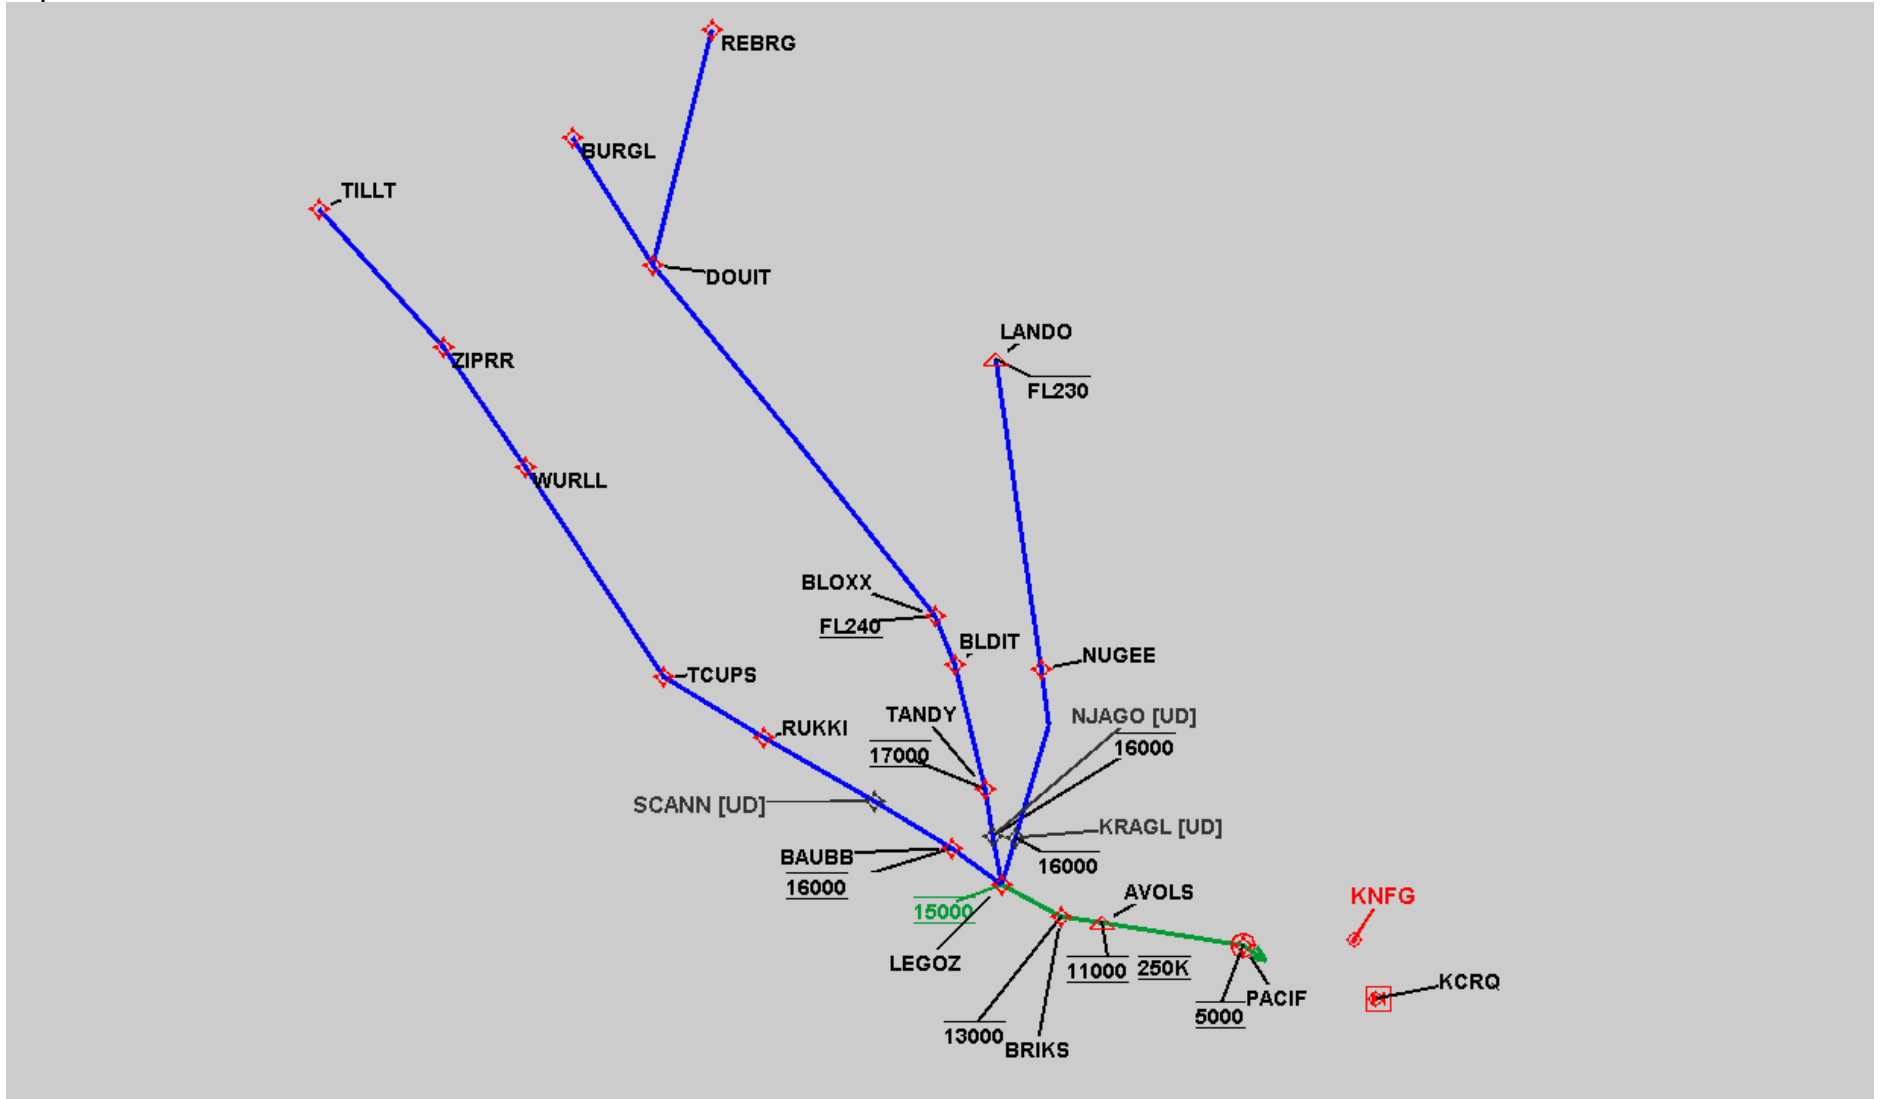 REBRG
BURGL
TILLT
DOUIT
LANDO
ZIPRR
FL230
WURLL
BLOXX
FL240
BLDIT
NUGEE
TCUPS
TANDY
NJAGO [UD]
RUKKI
17000
16000
SCANN [UD]
KRAGL [UD]
BAUBB
16000
16000
AVOLS
KNFG
15000
LEGOZ
11000
250K
KCRQ
PACIF
5000
13000
BRIKS